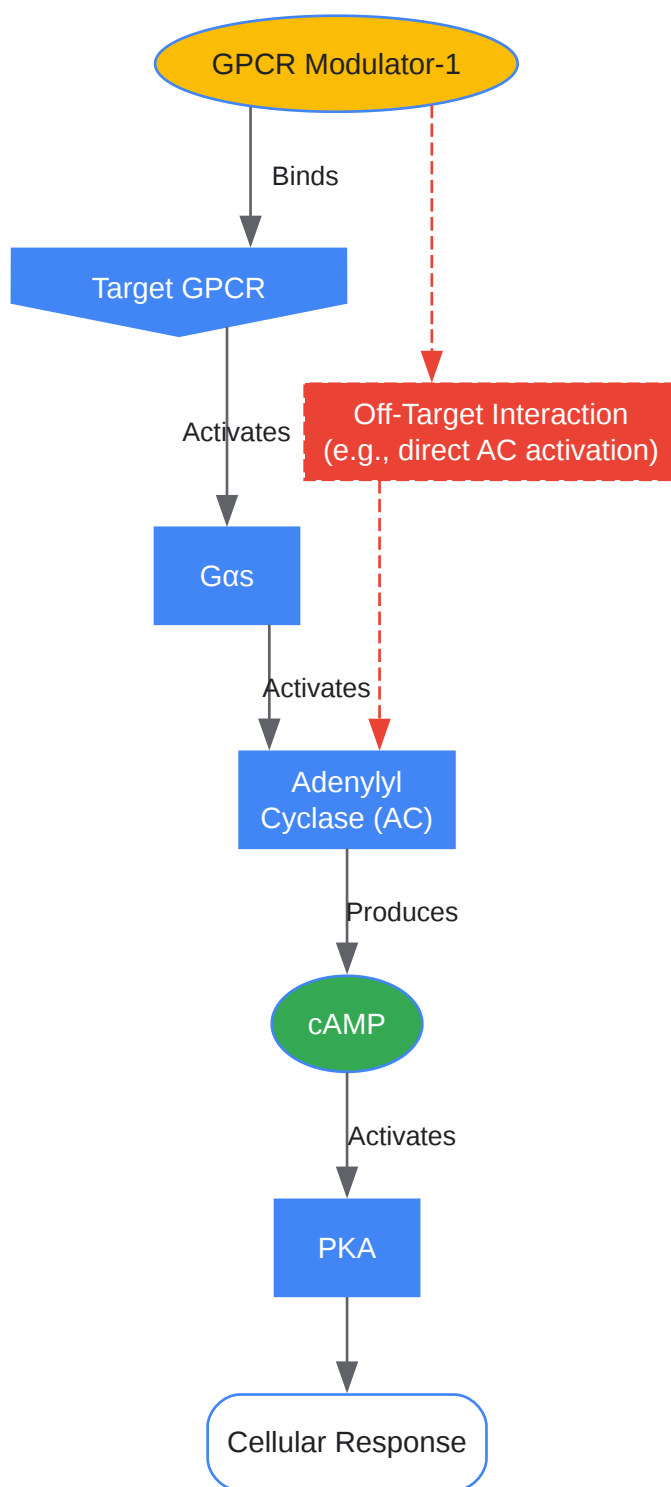 GPCR Modulator-1
Binds
Target GPCR
Activates
Off-Target Interaction
(e.g., direct AC activation)
Gαs
Activates
Adenylyl
Cyclase (AC)
Produces
cAMP
Activates
PKA
Cellular Response